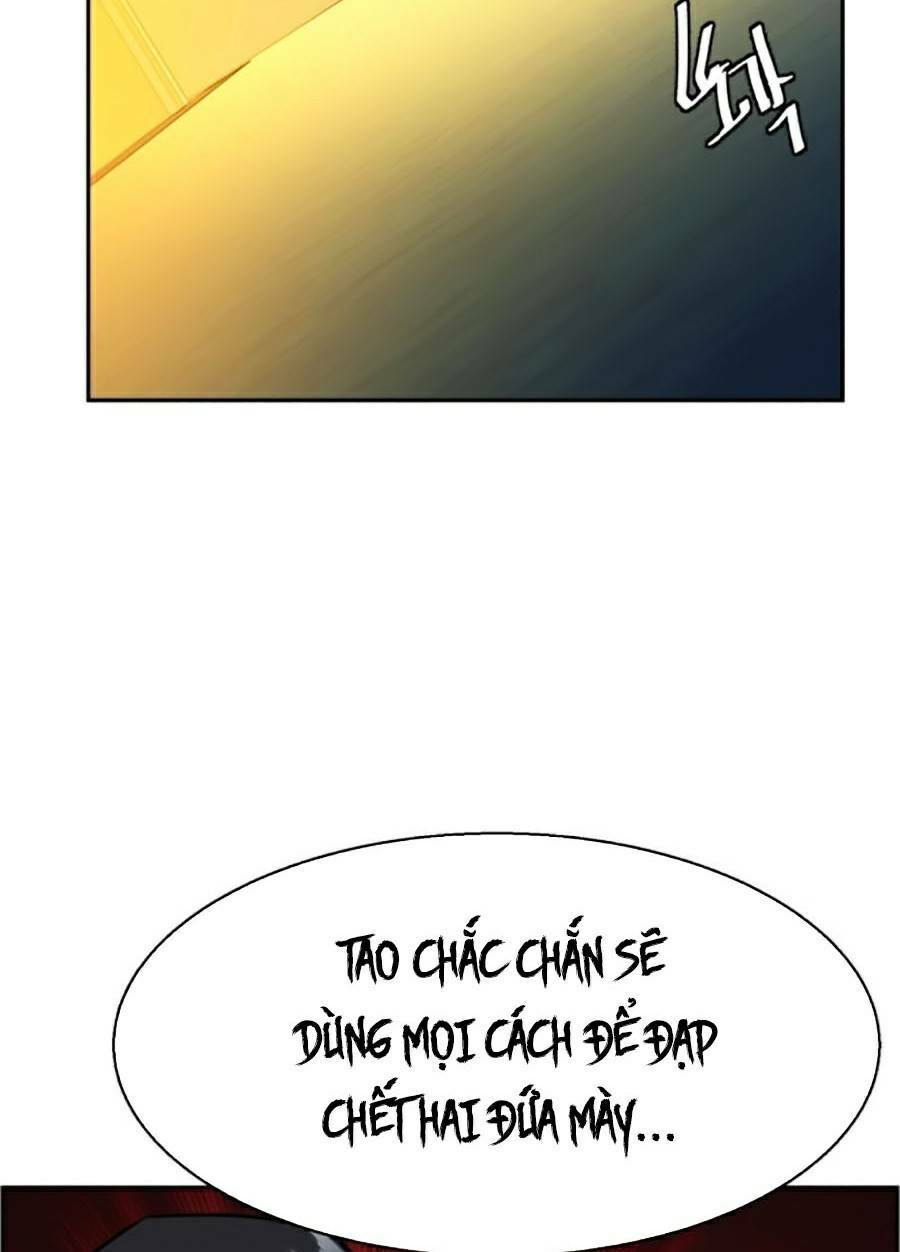 TAO CHẮC CHẮN SẼ
DÙNG MỌI CÁCH ĐỂ ĐẠP
CHẾT HAI ĐỨA MÀY...